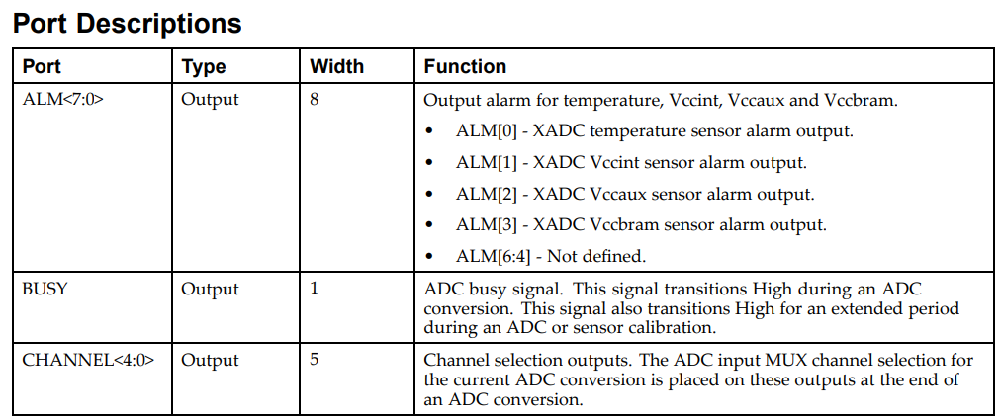 Port Descriptions
Port Type Width Function
ALM<7:0> Output 8 Output alarm for temperature, Vccint, Vccaux and Vccbram.
• ALM[0] - XADC temperature sensor alarm output.
• ALM[1] - XADC Vccint sensor alarm output.
• ALM[2] - XADC Vccaux sensor alarm output.
• ALM[3] - XADC Vccbram sensor alarm output.
• ALM[6:4] - Not defined.
BUSY Output 1 ADC busy signal. This signal transitions High during an ADC
conversion. This signal also transitions High for an extended period
during an ADC or sensor calibration.
CHANNEL<4:0> Output 5 Channel selection outputs. The ADC input MUX channel selection for
the current ADC conversion is placed on these outputs at the end of
an ADC conversion.